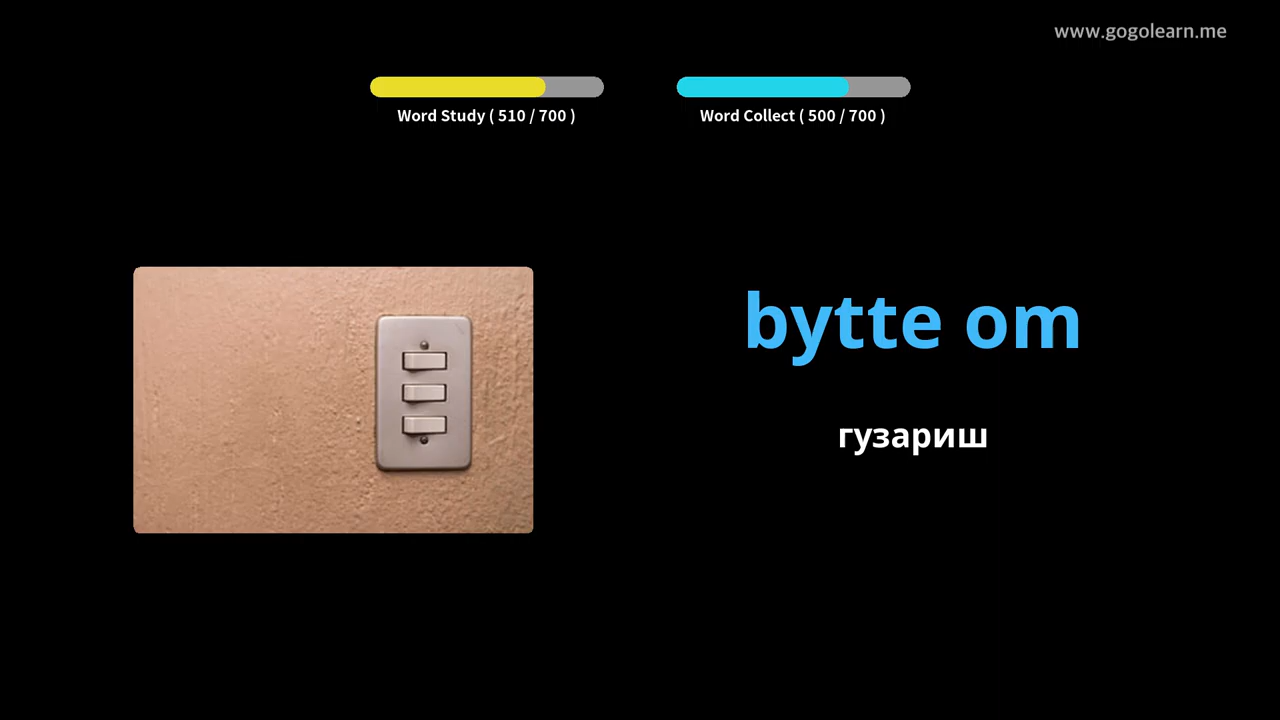 www.gogolearn.me
Word Study ( 510 / 700 )
Word Collect ( 500 / 700 )
bytte om
гузариш